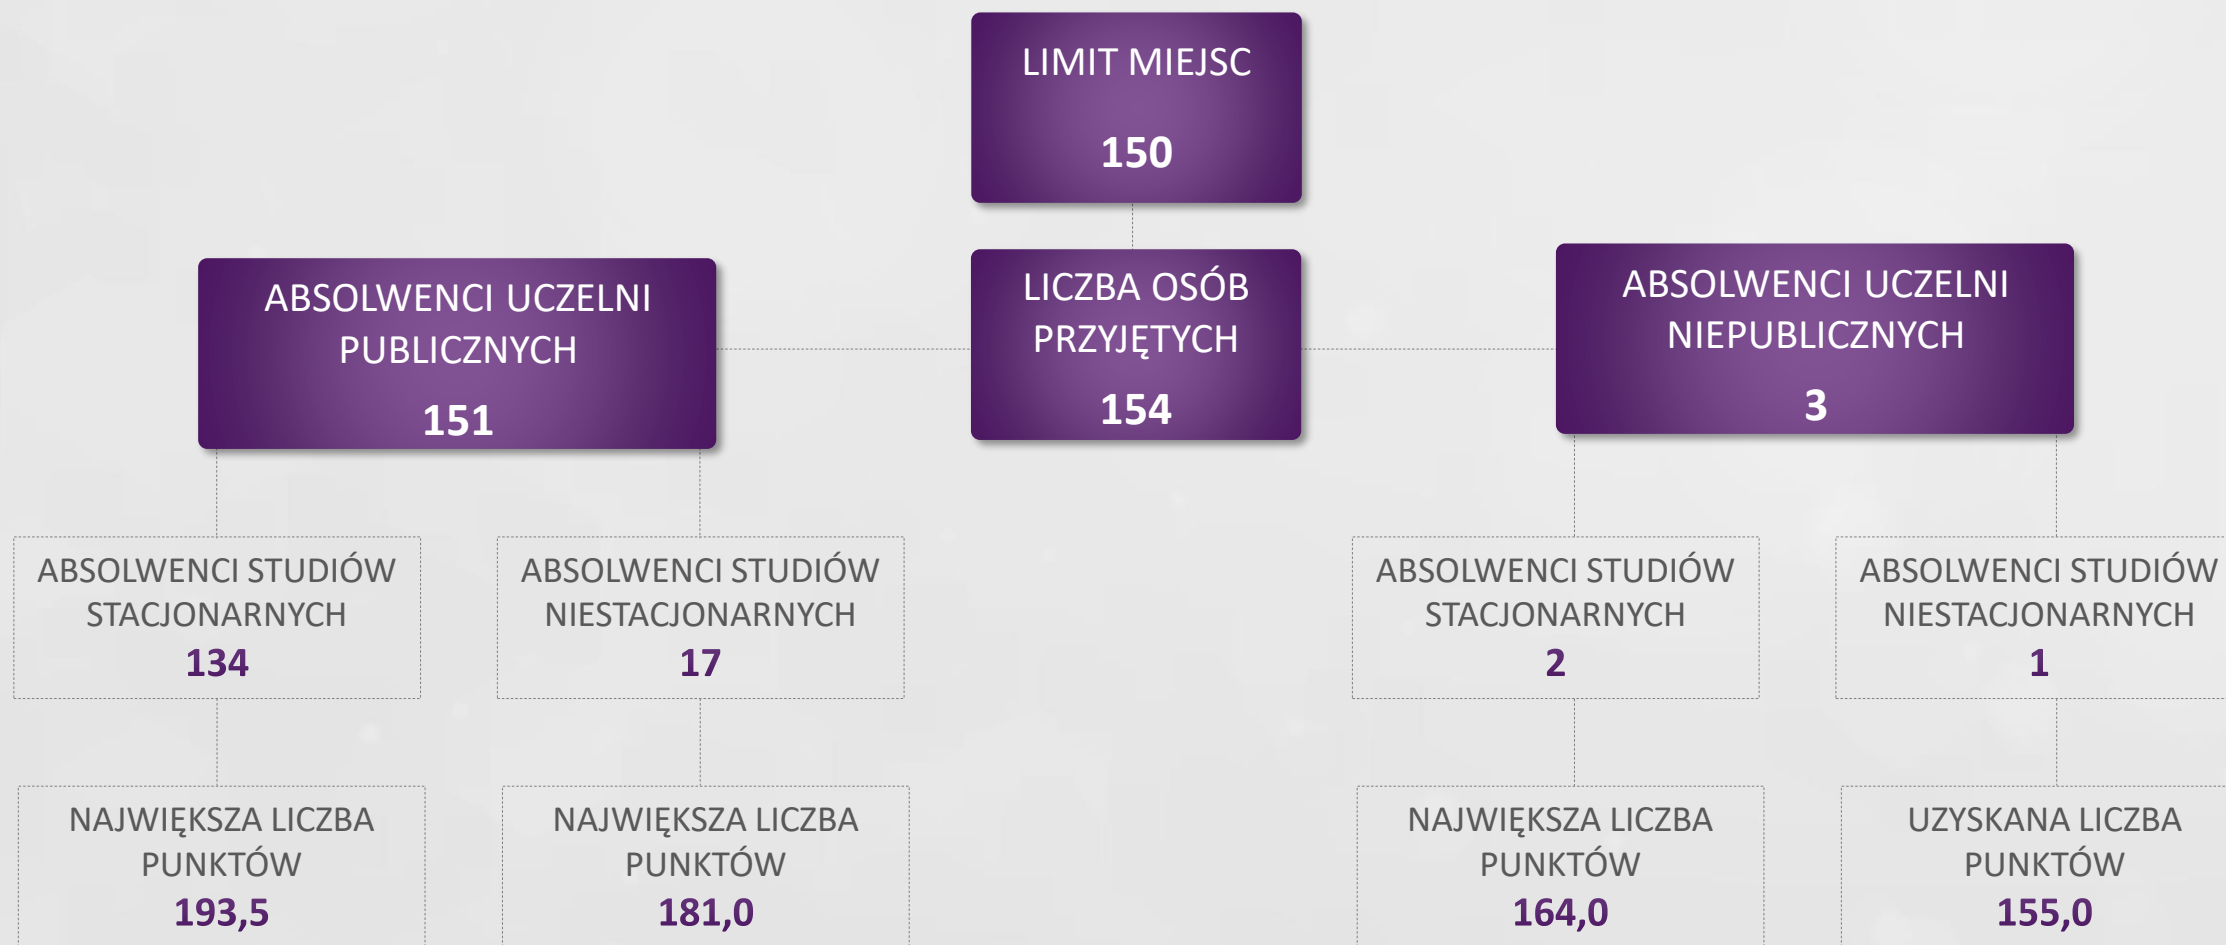 LIMIT MIEJSC
150
ABSOLWENCI UCZELNI
PUBLICZNYCH
151
LICZBA OSÓB
PRZYJĘTYCH
154
ABSOLWENCI UCZELNI
NIEPUBLICZNYCH
3
ABSOLWENCI STUDIÓW
STACJONARNYCH
134
ABSOLWENCI STUDIÓW
NIESTACJONARNYCH
17
ABSOLWENCI STUDIÓW
STACJONARNYCH
2
ABSOLWENCI STUDIÓW
NIESTACJONARNYCH
1
NAJWIĘKSZA LICZBA
PUNKTÓW
193,5
NAJWIĘKSZA LICZBA
PUNKTÓW
181,0
NAJWIĘKSZA LICZBA
PUNKTÓW
164,0
UZYSKANA LICZBA
PUNKTÓW
155,0